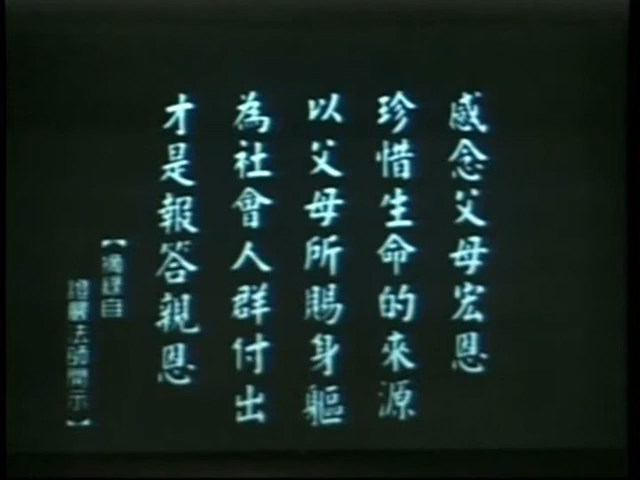 感念父母宏恩
珍惜生命的來源
以父母所賜身軀
為社會人群付出
才是報答親恩
【摘錄自
證嚴法師開示】